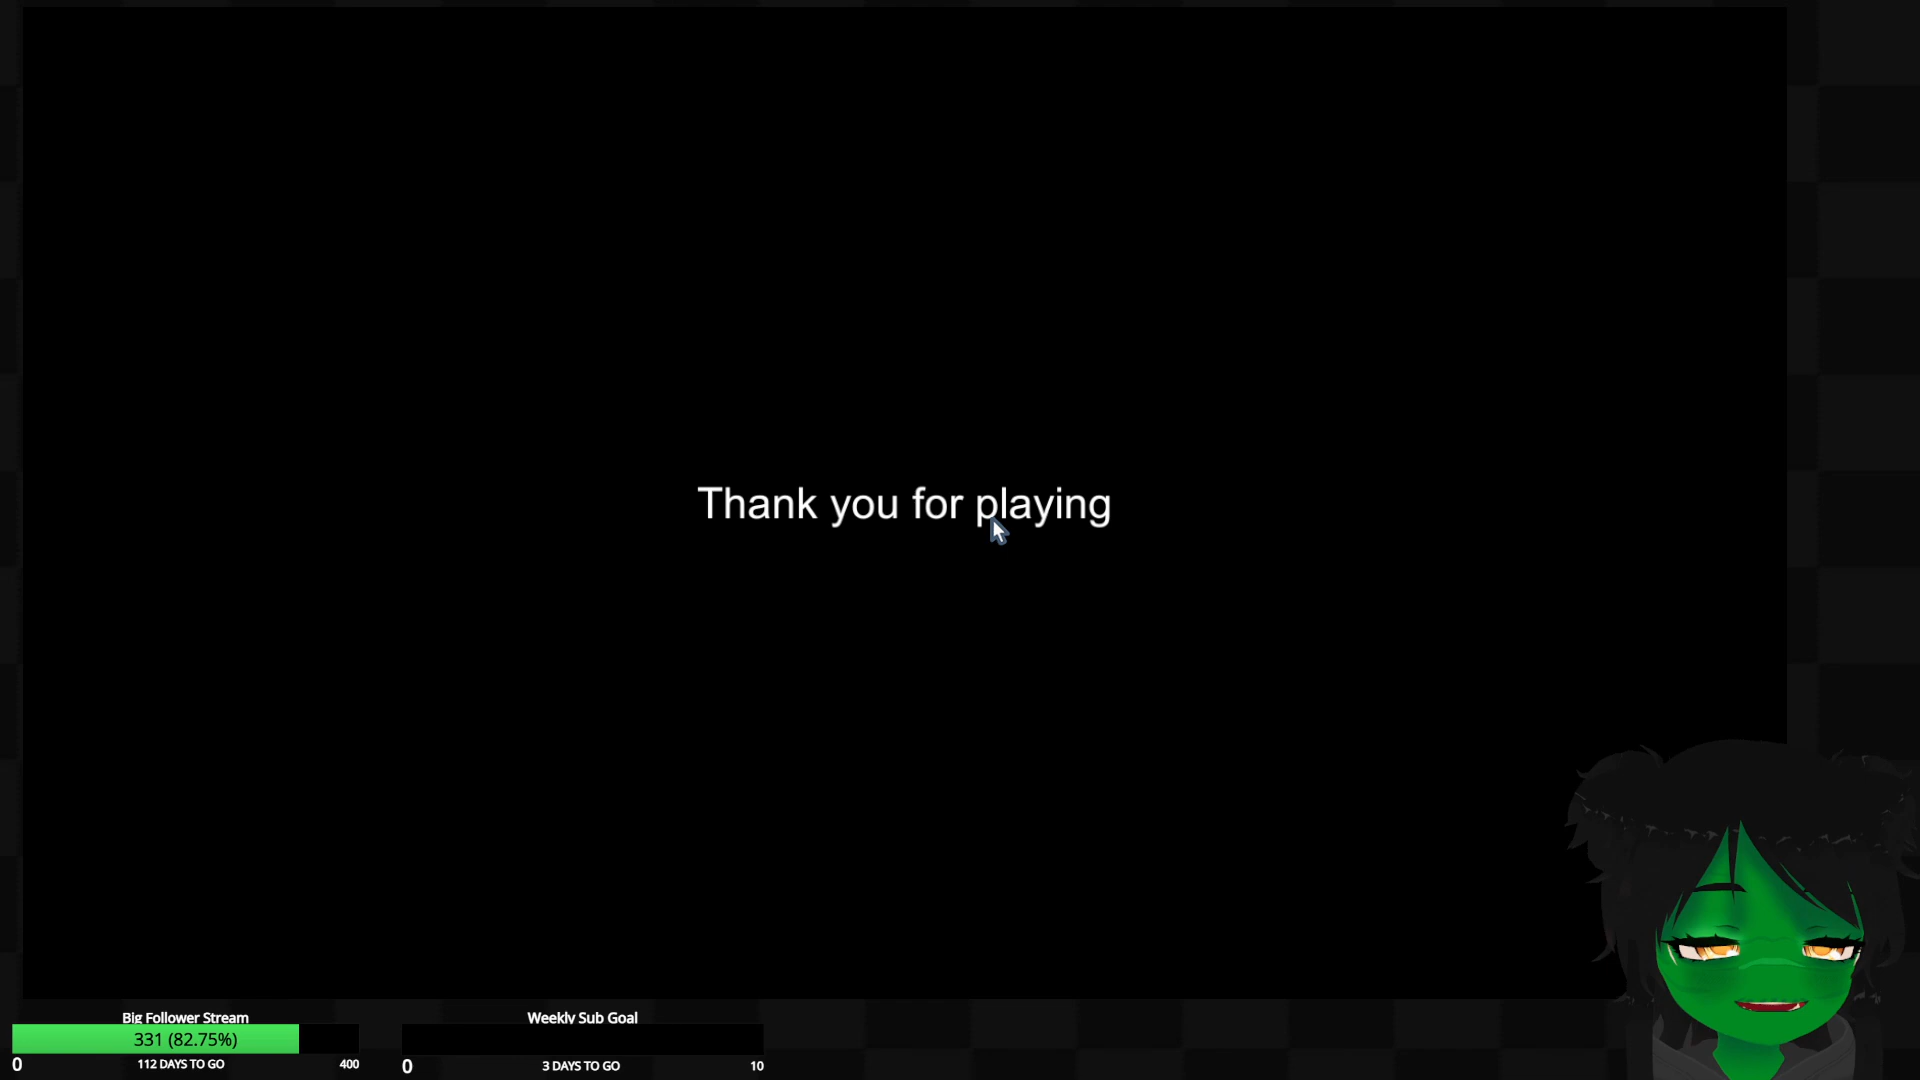 Thank you for playing
Big Follower Stream
331 (82.75%)
0 112 DAYS TO GO 400
Weekly Sub Goal
0 3 DAYS TO GO 10